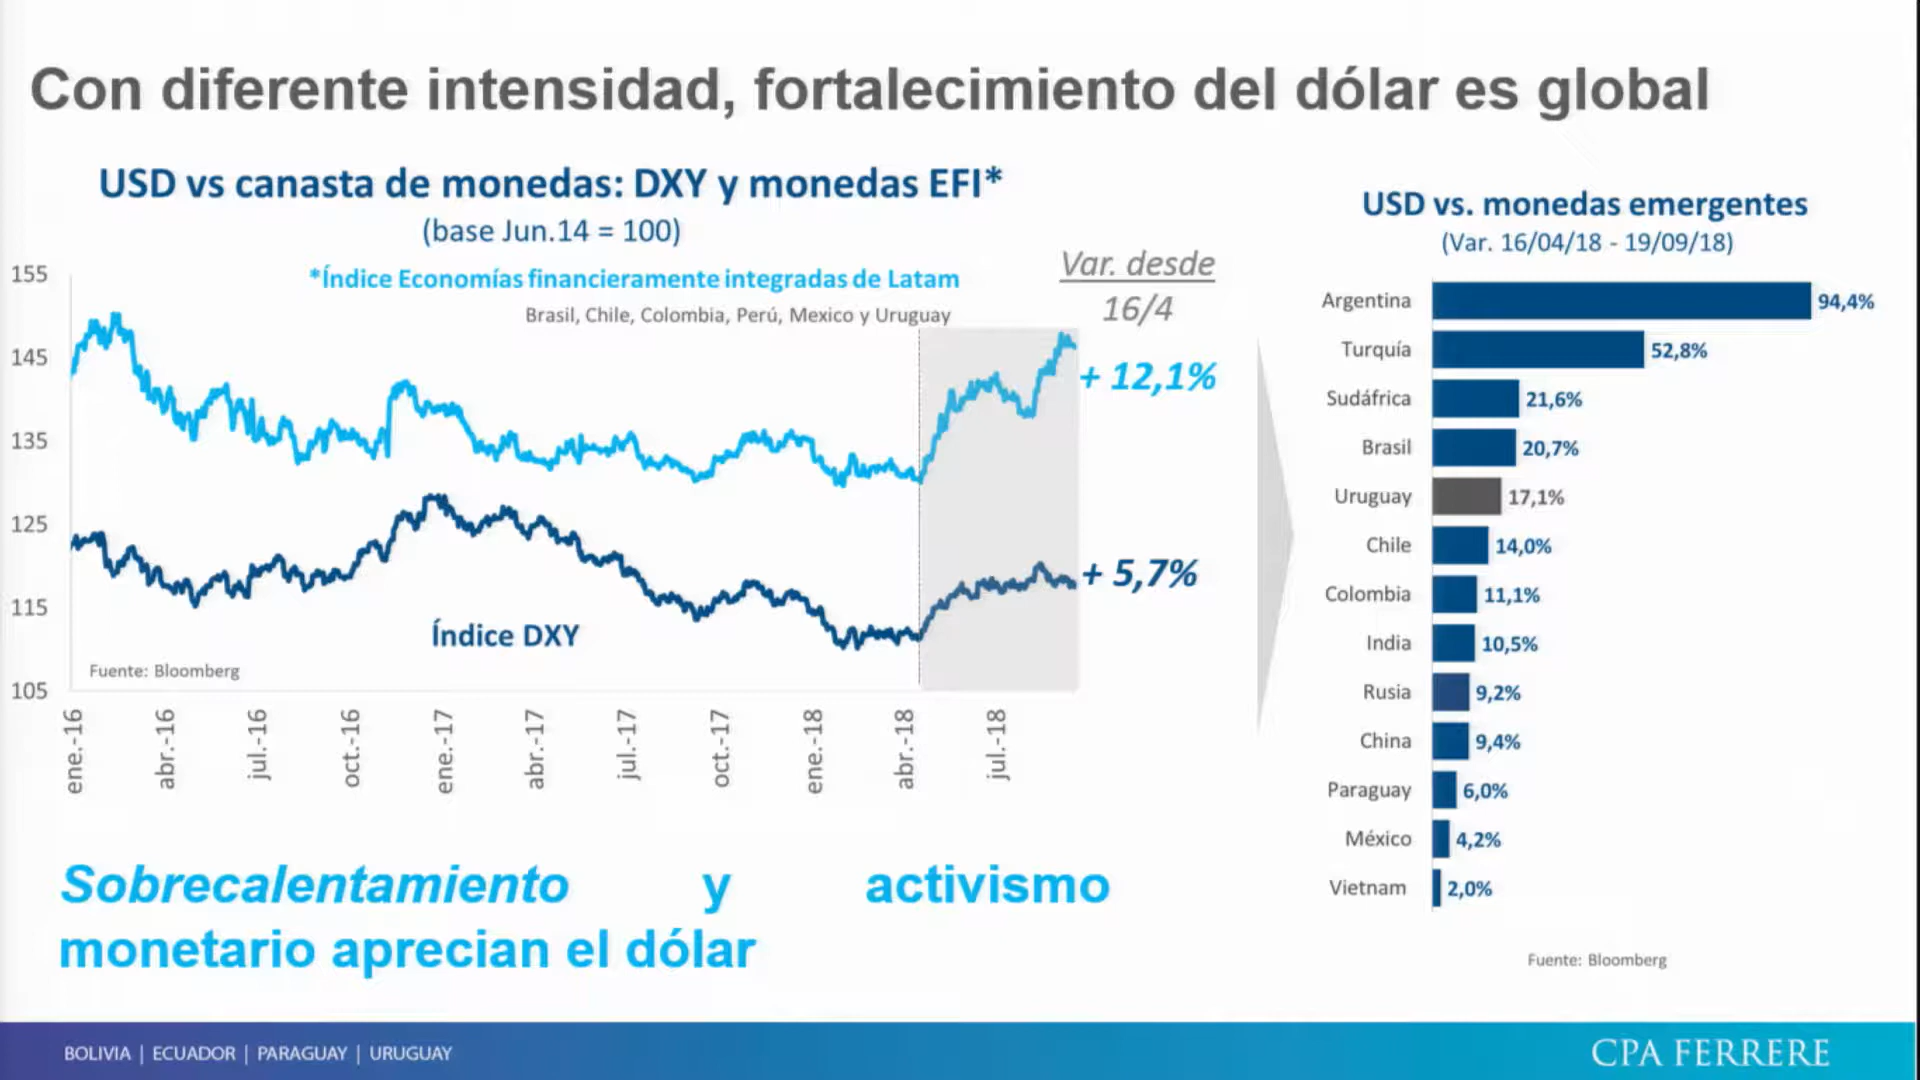 Con diferente intensidad, fortalecimiento del dólar es global
USD vs canasta de monedas: DXY y monedas EFI*
(base Jun.14 = 100)
*Índice Economías financieramente integradas de Latam
Brasil, Chile, Colombia, Perú, Mexico y Uruguay
Var. desde
16/4
155
145
135
125
115
105
+ 12,1%
+ 5,7%
Índice DXY
Fuente: Bloomberg
ene.-16
abr.-16
jul.-16
oct.-16
ene.-17
abr.-17
jul.-17
oct.-17
ene.-18
abr.-18
jul.-18
USD vs. monedas emergentes
(Var. 16/04/18 - 19/09/18)
Argentina 94,4%
Turquía 52,8%
Sudáfrica 21,6%
Brasil 20,7%
Uruguay 17,1%
Chile 14,0%
Colombia 11,1%
India 10,5%
Rusia 9,2%
China 9,4%
Paraguay 6,0%
México 4,2%
Vietnam 2,0%
Fuente: Bloomberg
Sobrecalentamiento y activismo
monetario aprecian el dólar
BOLIVIA | ECUADOR | PARAGUAY | URUGUAY
CPA FERRERE